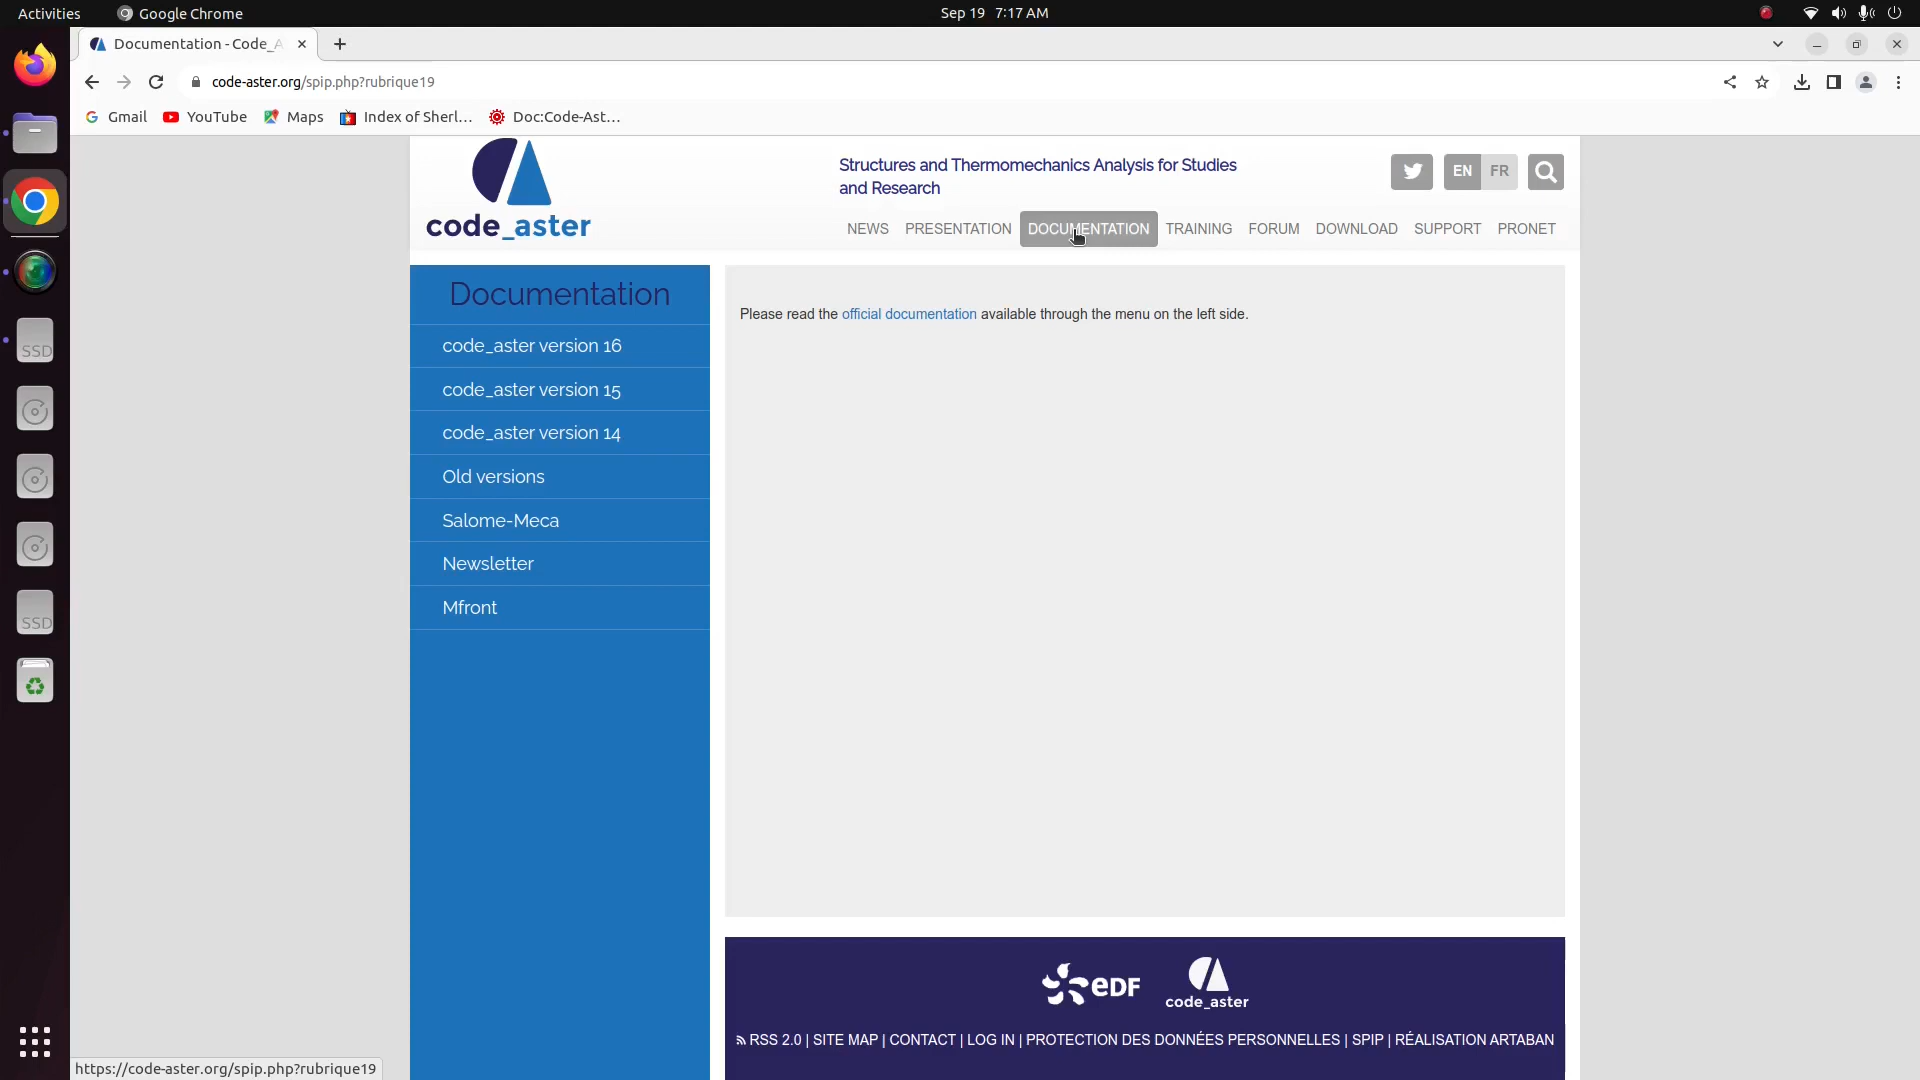 Activities
Google Chrome
Sep 19 7:17 AM
Documentation - Code_A
code-aster.org/spip.php?rubrique19
Gmail
YouTube
Maps
Index of Sherl...
Doc:Code-Ast...
code_aster
Structures and Thermomechanics Analysis for Studies
and Research
EN
FR
NEWS
PRESENTATION
DOCUMENTATION
TRAINING
FORUM
DOWNLOAD
SUPPORT
PRONET
Documentation
code_aster version 16
code_aster version 15
code_aster version 14
Old versions
Salome-Meca
Newsletter
Mfront
Please read the official documentation available through the menu on the left side.
SSD
SSD
eDF
code_aster
RSS 2.0 | SITE MAP | CONTACT | LOG IN | PROTECTION DES DONNÉES PERSONNELLES | SPIP | RÉALISATION ARTABAN
https://code-aster.org/spip.php?rubrique19